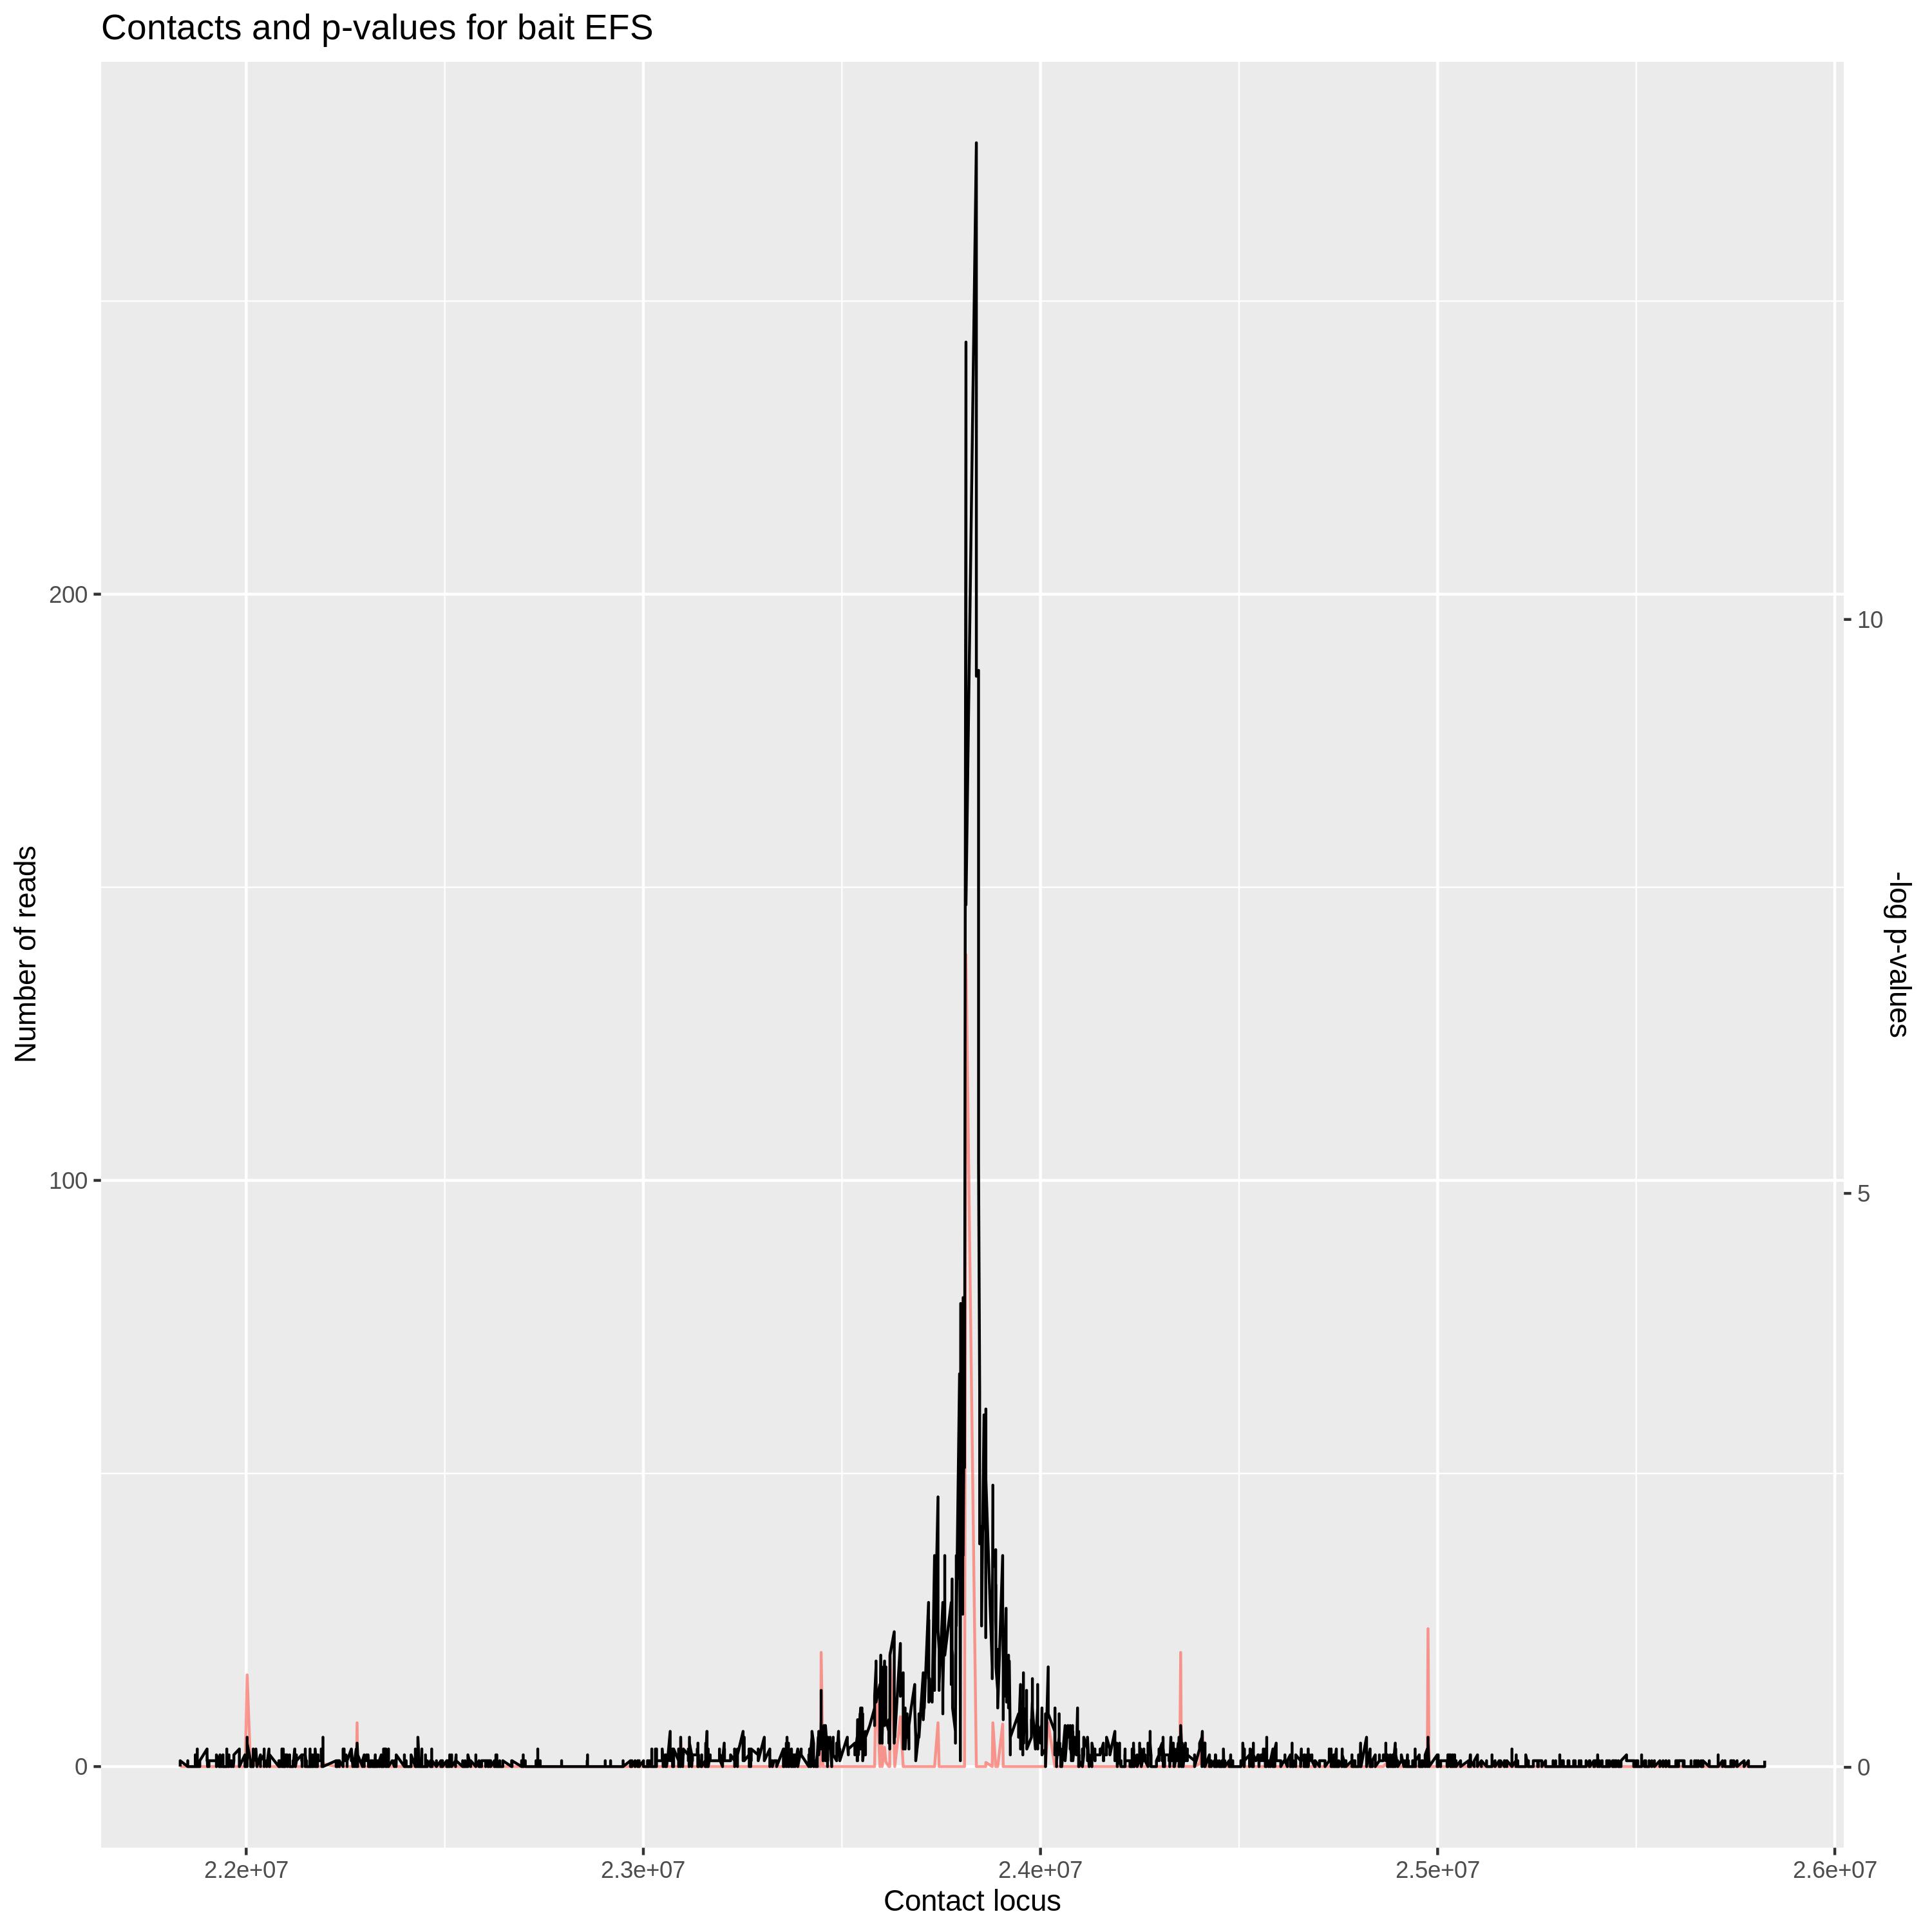 Contacts and p-values for bait EFS
Number of reads
200
100
0
10
5
0
-log p-values
2.2e+07
2.3e+07
2.4e+07
2.5e+07
2.6e+07
Contact locus